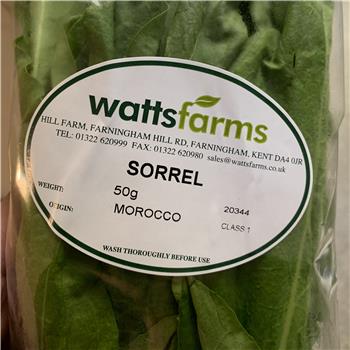 wattsfarms
HILL FARM, FARNINGHAM HILL RD, FARNINGHAM, KENT DA4 0JR
TEL: 01322 620999 FAX: 01322 620980 sales@wattsfarms.co.uk
SORREL
WEIGHT: 50g 20344
ORIGIN: MOROCCO CLASS 1
WASH THOROUGHLY BEFORE USE